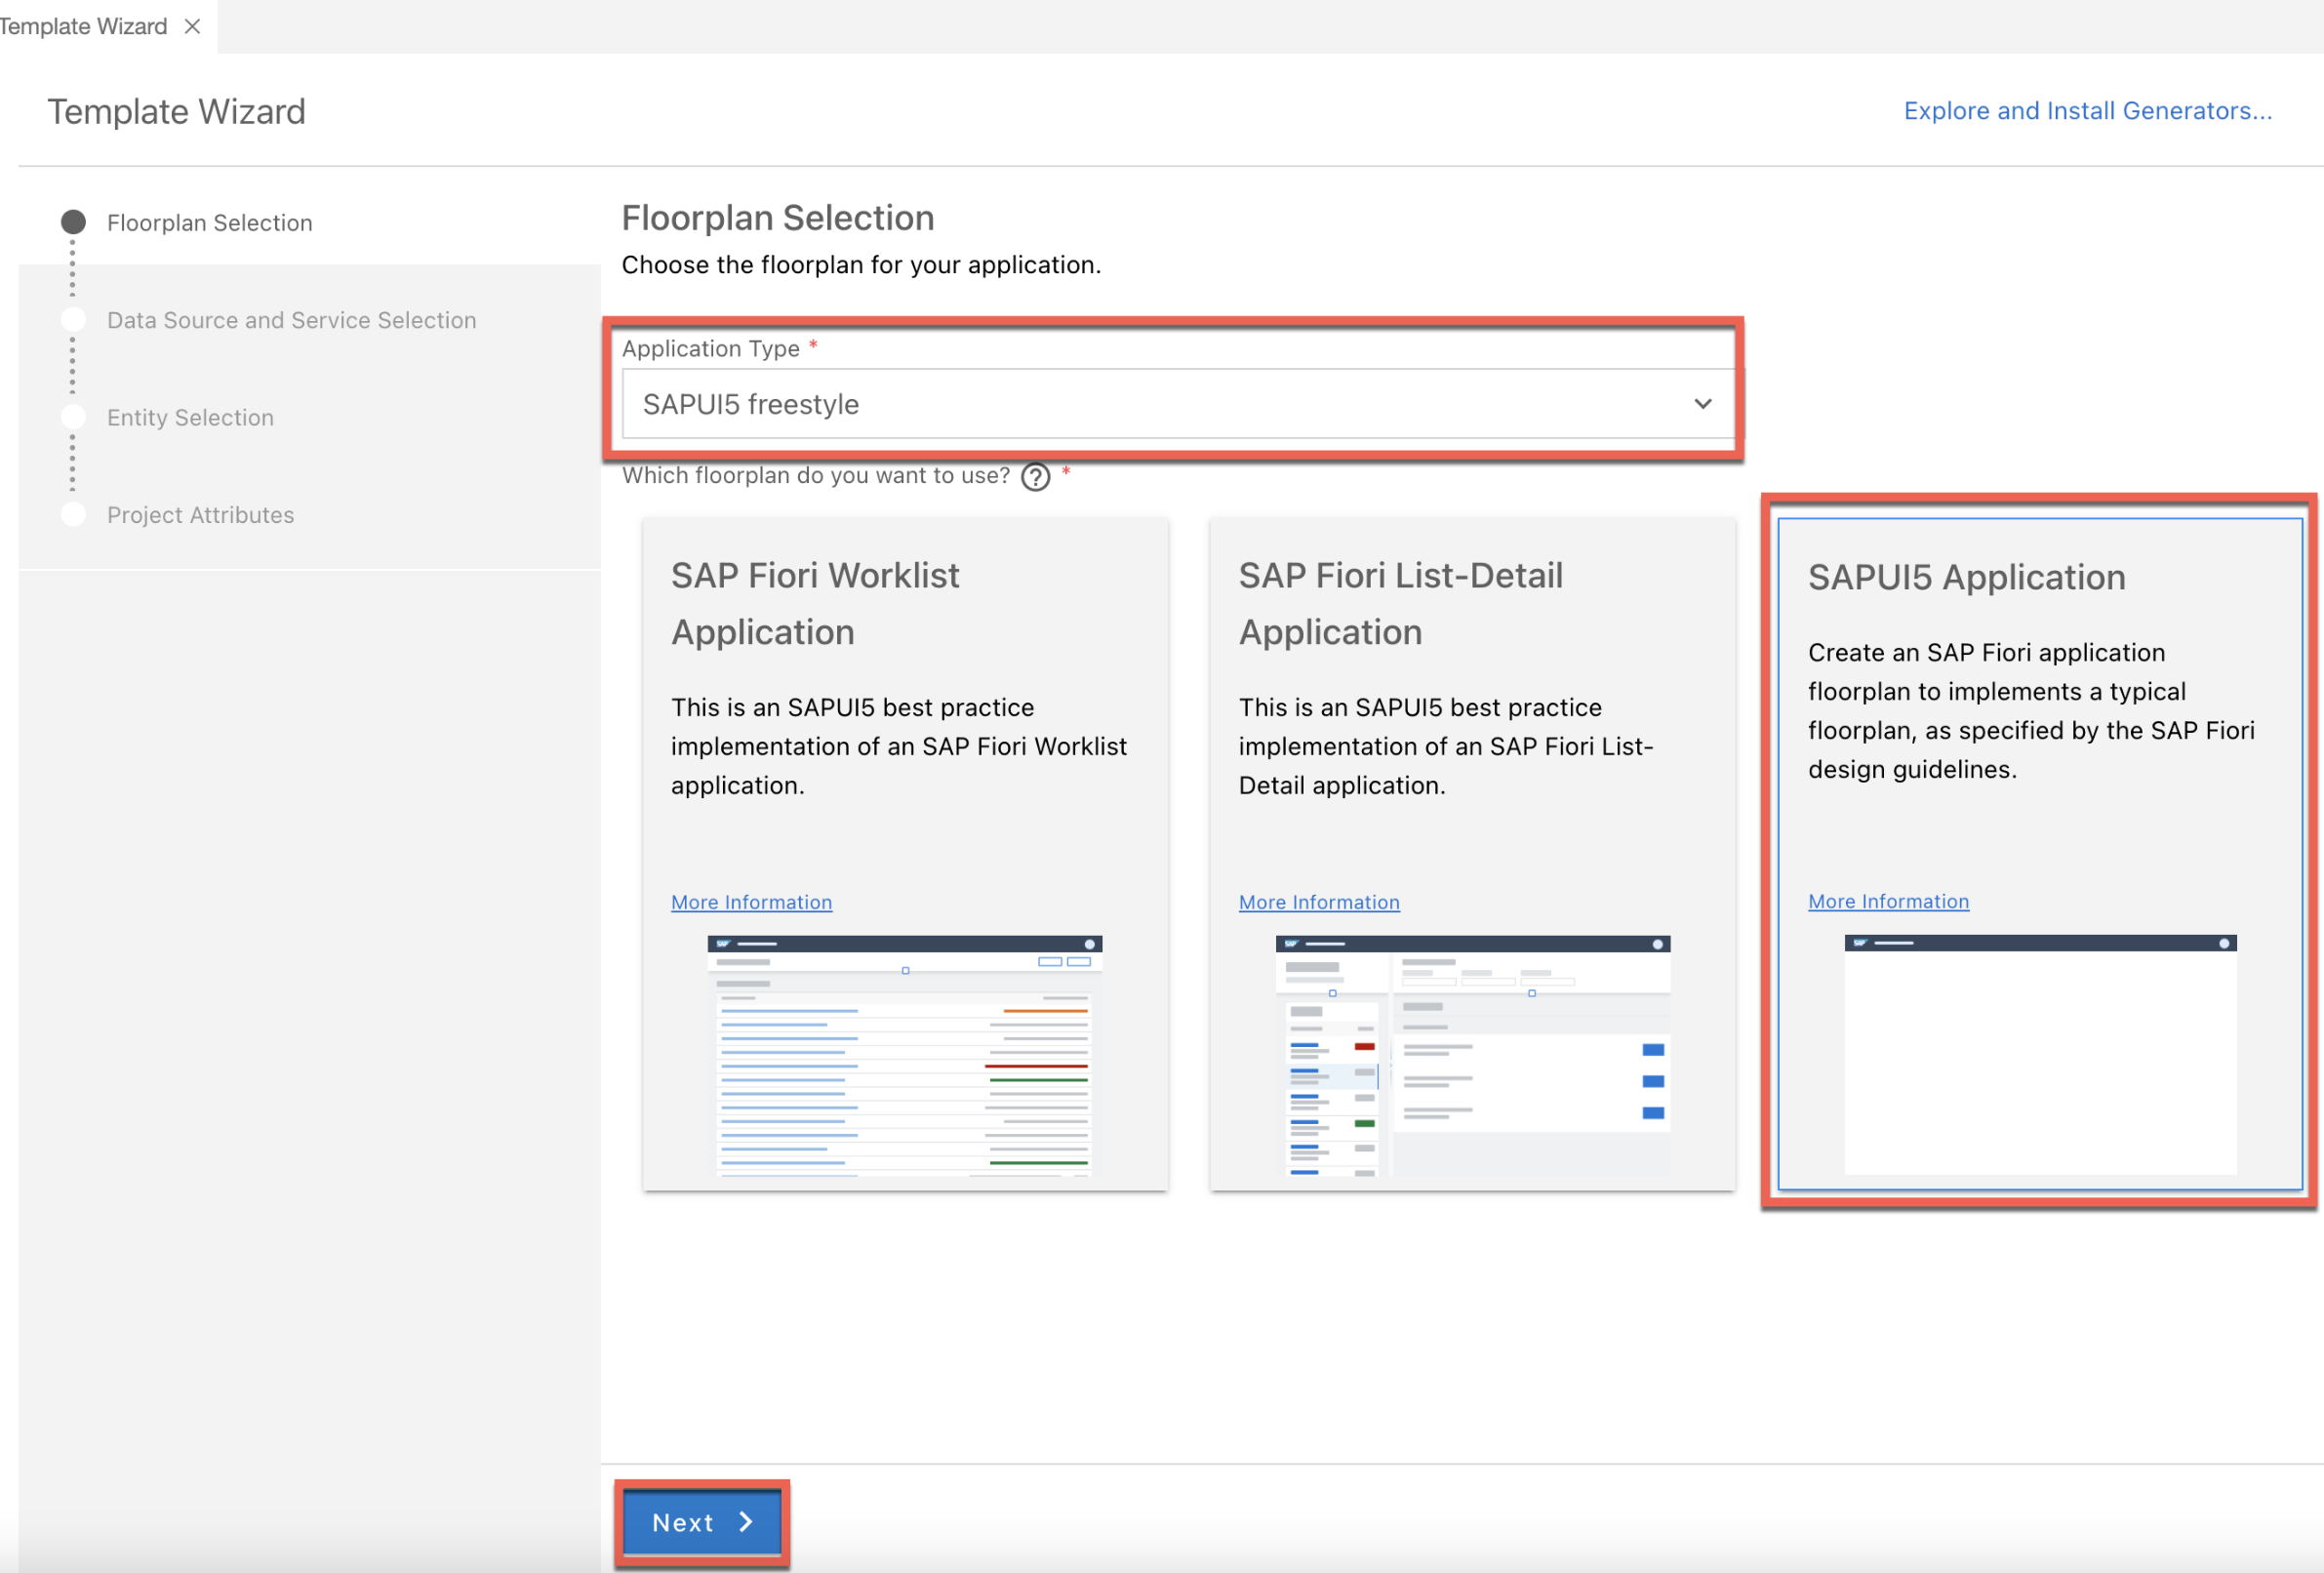 Template Wizard
Template Wizard
Explore and Install Generators...
Floorplan Selection
Data Source and Service Selection
Entity Selection
Project Attributes
Floorplan Selection
Choose the floorplan for your application.
Application Type *
SAPUI5 freestyle
Which floorplan do you want to use? ? *
SAP Fiori Worklist
Application
This is an SAPUI5 best practice
implementation of an SAP Fiori Worklist
application.
More Information
SAP
SAP Fiori List-Detail
Application
This is an SAPUI5 best practice
implementation of an SAP Fiori List-
Detail application.
More Information
SAP
SAPUI5 Application
Create an SAP Fiori application
floorplan to implements a typical
floorplan, as specified by the SAP Fiori
design guidelines.
More Information
SAP
Next